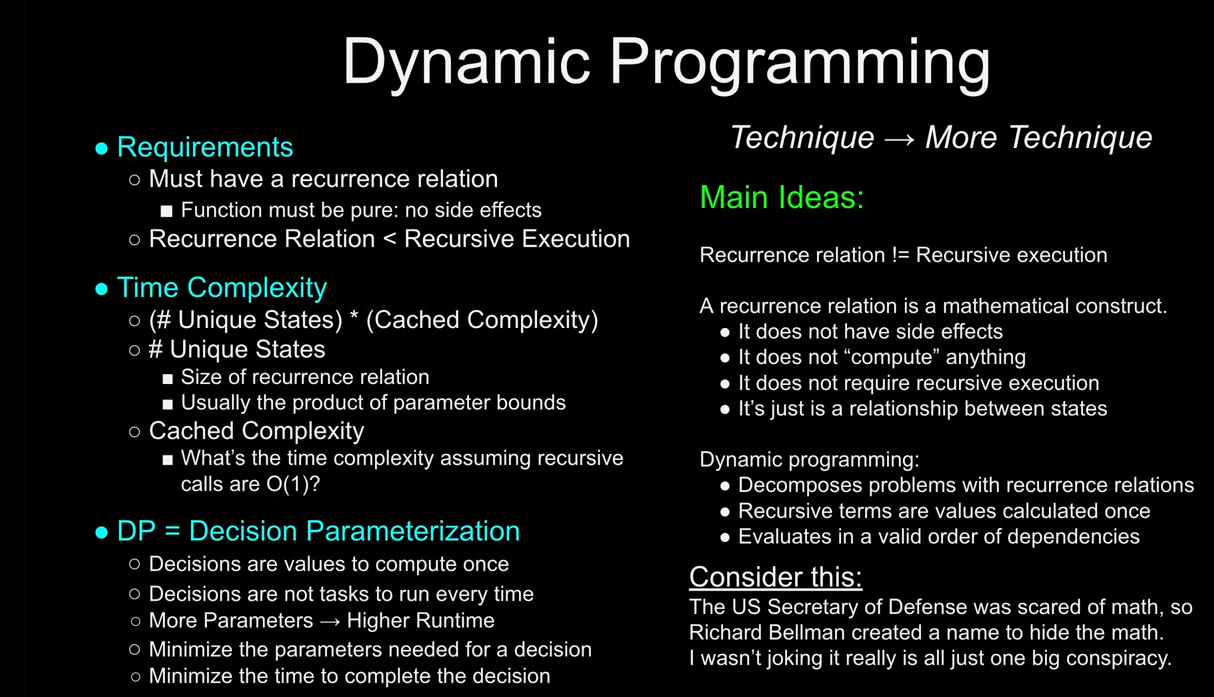 Dynamic Programming
● Requirements
○ Must have a recurrence relation
■ Function must be pure: no side effects
○ Recurrence Relation < Recursive Execution
● Time Complexity
○ (# Unique States) * (Cached Complexity)
○ # Unique States
■ Size of recurrence relation
■ Usually the product of parameter bounds
○ Cached Complexity
■ What's the time complexity assuming recursive
calls are O(1)?
● DP = Decision Parameterization
○ Decisions are values to compute once
○ Decisions are not tasks to run every time
○ More Parameters → Higher Runtime
○ Minimize the parameters needed for a decision
○ Minimize the time to complete the decision
Technique → More Technique
Main Ideas:
Recurrence relation != Recursive execution
A recurrence relation is a mathematical construct.
● It does not have side effects
● It does not “compute” anything
● It does not require recursive execution
● It's just is a relationship between states
Dynamic programming:
● Decomposes problems with recurrence relations
● Recursive terms are values calculated once
● Evaluates in a valid order of dependencies
Consider this:
The US Secretary of Defense was scared of math, so
Richard Bellman created a name to hide the math.
I wasn't joking it really is all just one big conspiracy.